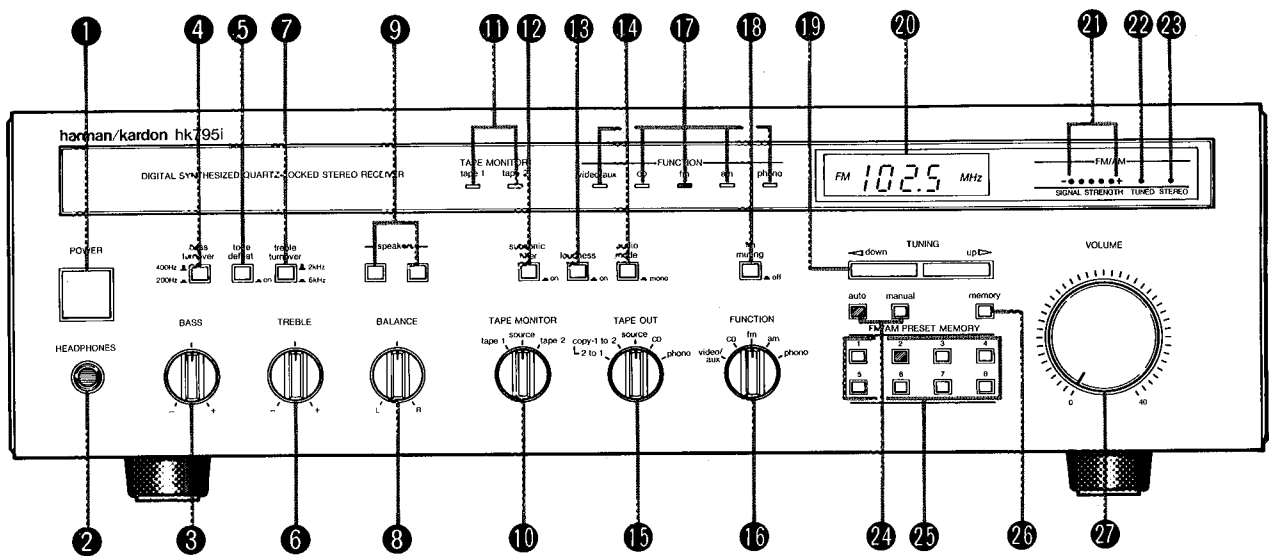 1 4 5 7 9 11 12 13 14 17 18 19 20 21 22 23
harman/kardon hk795i
DIGITAL SYNTHESIZED QUARTZ-LOCKED STEREO RECEIVER
TAPE MONITOR
tape 1 tape 2
FUNCTION
video/aux cd fm am phono
FM 102.5 MHz
FM/AM
- +
SIGNAL STRENGTH TUNED STEREO
POWER
bass turnover
400Hz
200Hz
tone defeat
on
treble turnover
2kHz
6kHz
speakers
subsonic filter
on
loudness
on
audio mode
mono
fm muting
off
TUNING
down up
auto manual memory
FM/AM PRESET MEMORY
1 2 3 4
5 6 7 8
VOLUME
0 40
HEADPHONES
BASS
- +
TREBLE
- +
BALANCE
L R
TAPE MONITOR
tape 1 source tape 2
TAPE OUT
copy-1 to 2 source CD
2 to 1 phono
FUNCTION
video/aux CD fm am phono
2 3 6 8 10 15 16 24 25 26 27